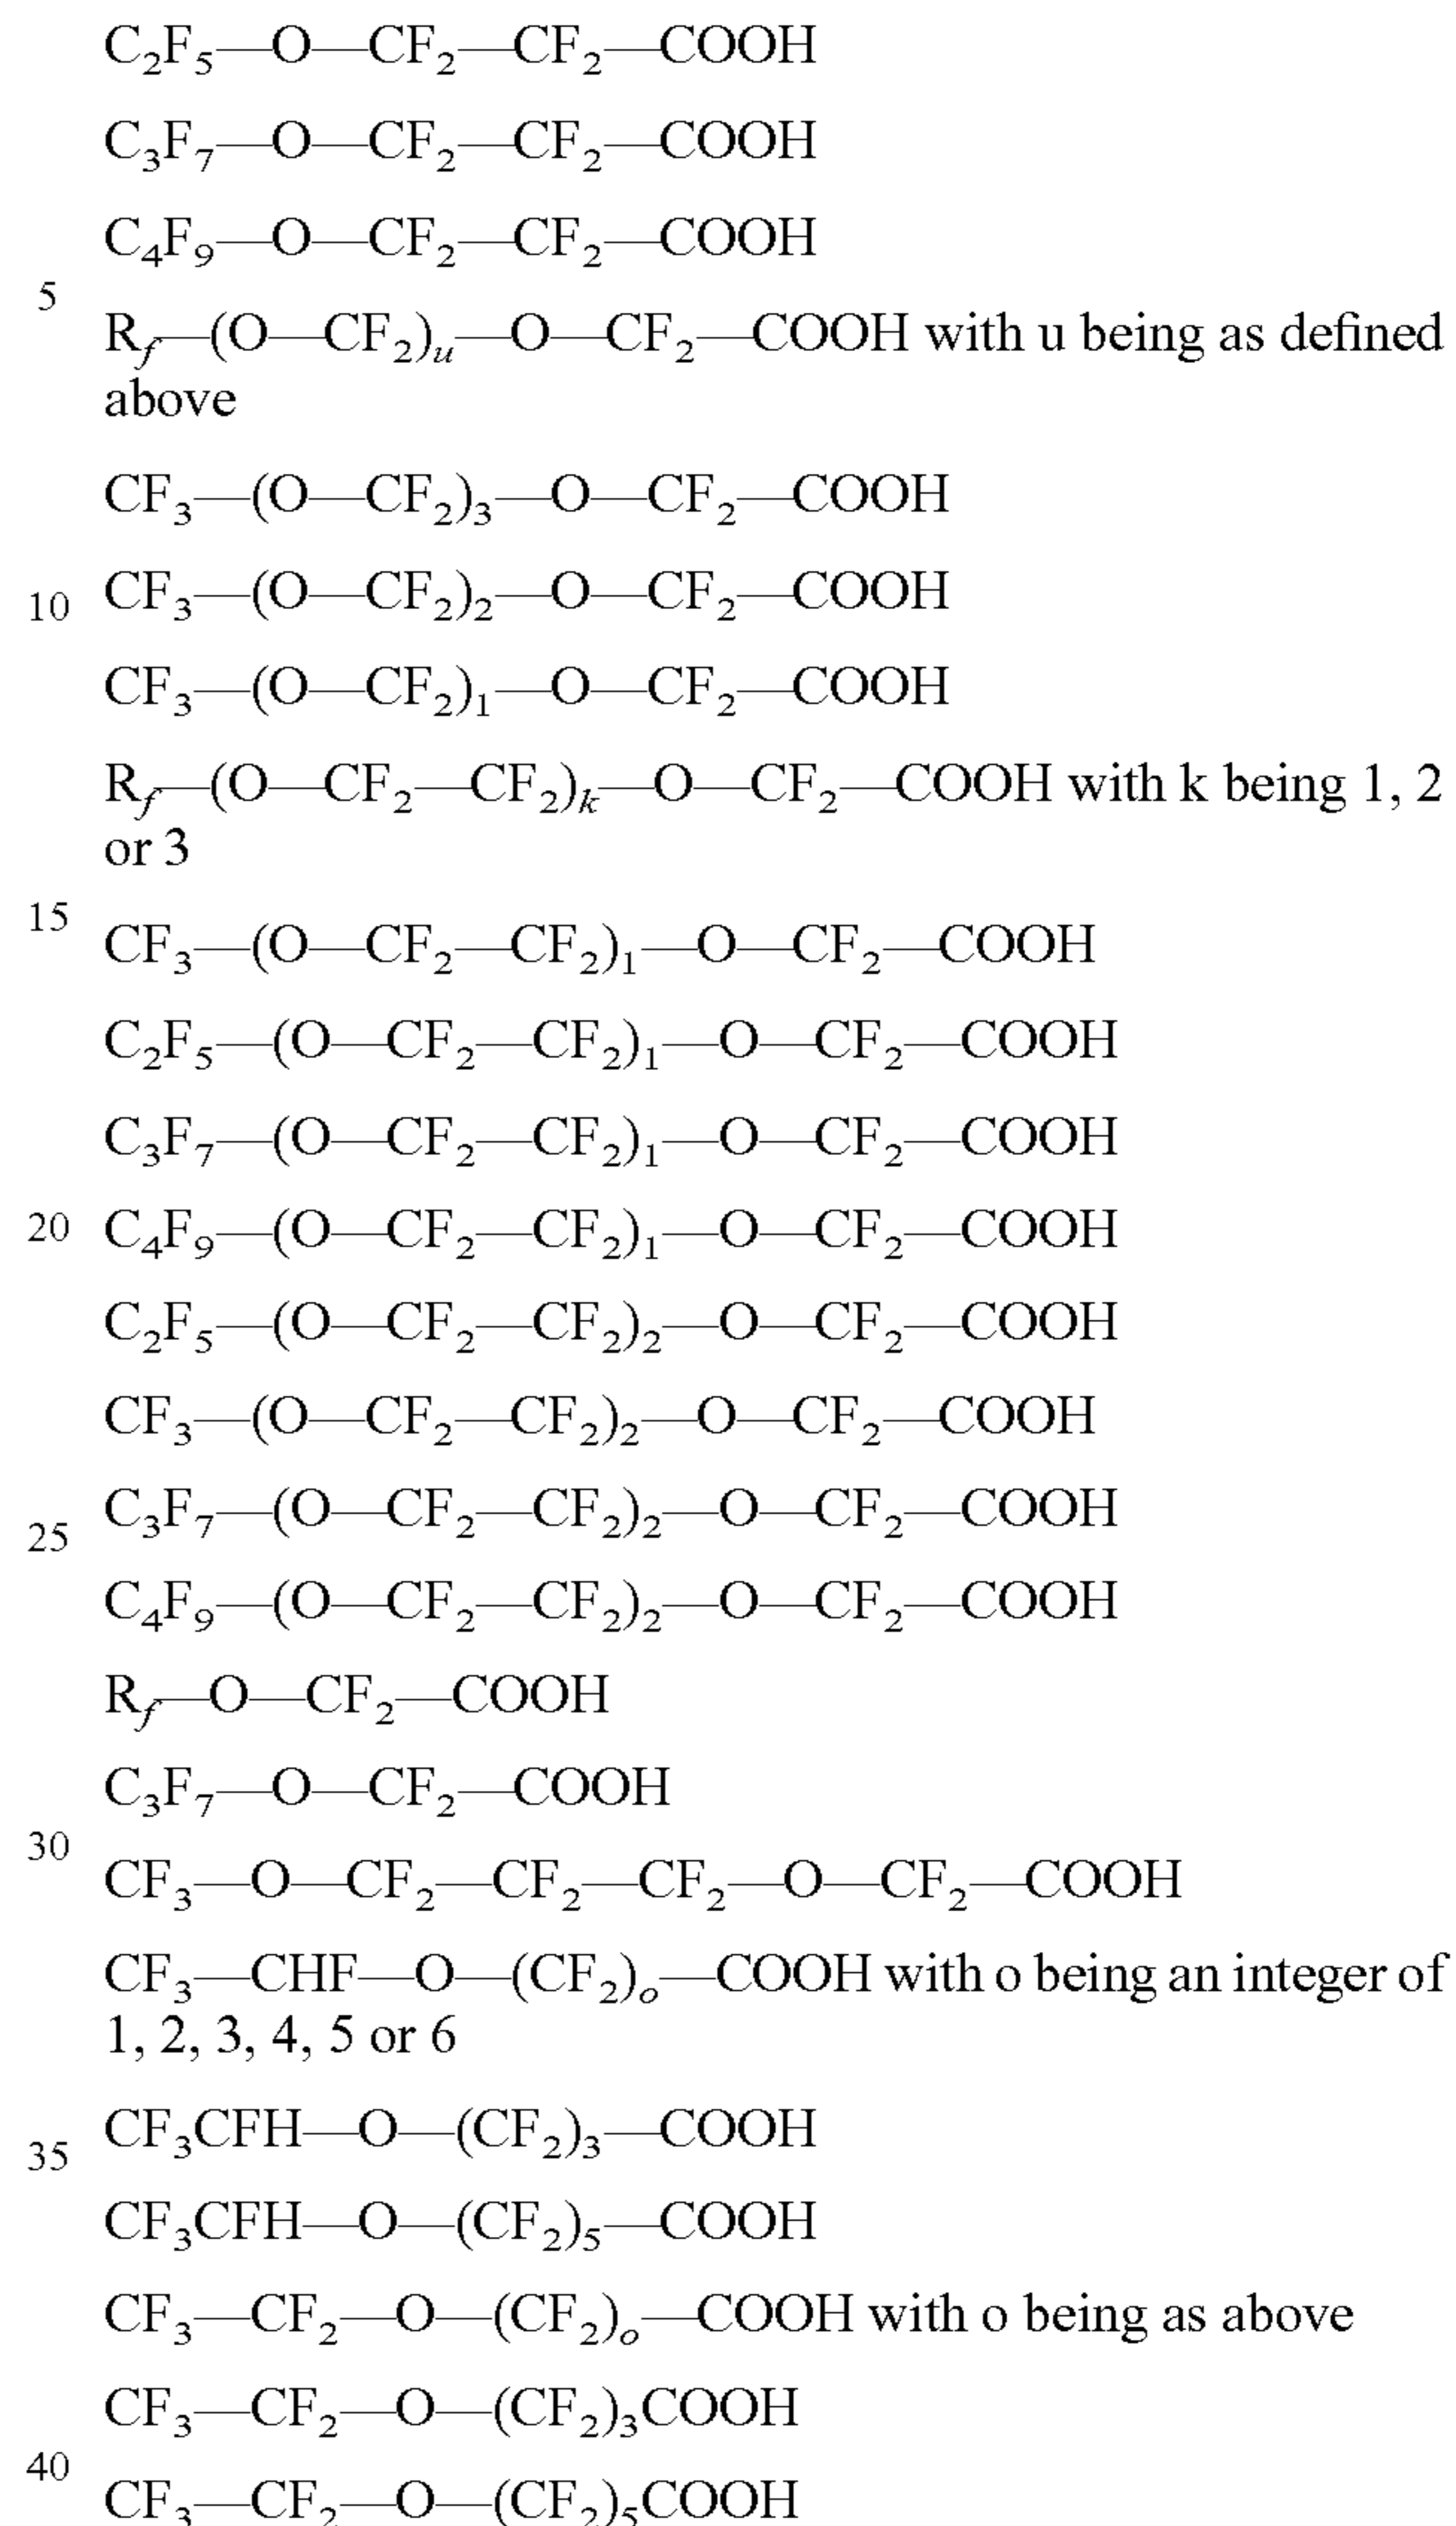 C₂F₅—O—CF₂—CF₂—COOH
C₃F₇—O—CF₂—CF₂—COOH
C₄F₉—O—CF₂—CF₂—COOH
5
R_f—(O—CF₂)ᵤ—O—CF₂—COOH with u being as defined
above
CF₃—(O—CF₂)₃—O—CF₂—COOH
10 CF₃—(O—CF₂)₂—O—CF₂—COOH
CF₃—(O—CF₂)₁—O—CF₂—COOH
R_f—(O—CF₂—CF₂)ₖ—O—CF₂—COOH with k being 1, 2
or 3
15
CF₃—(O—CF₂—CF₂)₁—O—CF₂—COOH
C₂F₅—(O—CF₂—CF₂)₁—O—CF₂—COOH
C₃F₇—(O—CF₂—CF₂)₁—O—CF₂—COOH
20 C₄F₉—(O—CF₂—CF₂)₁—O—CF₂—COOH
C₂F₅—(O—CF₂—CF₂)₂—O—CF₂—COOH
CF₃—(O—CF₂—CF₂)₂—O—CF₂—COOH
C₃F₇—(O—CF₂—CF₂)₂—O—CF₂—COOH
25
C₄F₉—(O—CF₂—CF₂)₂—O—CF₂—COOH
R_f—O—CF₂—COOH
C₃F₇—O—CF₂—COOH
30
CF₃—O—CF₂—CF₂—CF₂—O—CF₂—COOH
CF₃—CHF—O—(CF₂)ₒ—COOH with o being an integer of
1, 2, 3, 4, 5 or 6
CF₃CFH—O—(CF₂)₃—COOH
35
CF₃CFH—O—(CF₂)₅—COOH
CF₃—CF₂—O—(CF₂)ₒ—COOH with o being as above
CF₃—CF₂—O—(CF₂)₃COOH
40
CF₃—CF₂—O—(CF₂)₅COOH